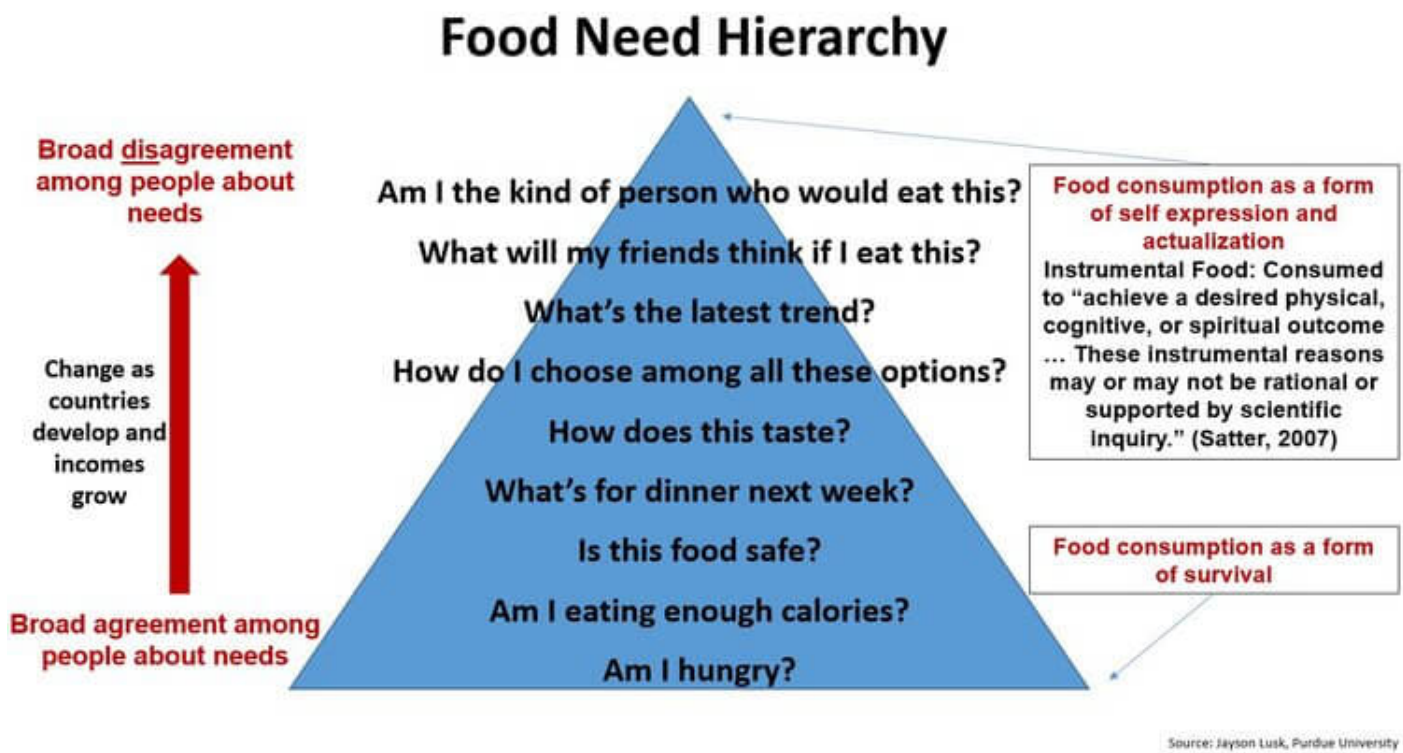 Food Need Hierarchy
Broad disagreement
among people about
needs
Change as
countries
develop and
incomes
grow
Broad agreement among
people about needs
Am I the kind of person who would eat this?
What will my friends think if I eat this?
What's the latest trend?
How do I choose among all these options?
How does this taste?
What's for dinner next week?
Is this food safe?
Am I eating enough calories?
Am I hungry?
Food consumption as a form
of self expression and
actualization
Instrumental Food: Consumed
to “achieve a desired physical,
cognitive, or spiritual outcome
... These instrumental reasons
may or may not be rational or
supported by scientific
inquiry.” (Satter, 2007)
Food consumption as a form
of survival
Source: Jayson Lusk, Purdue University